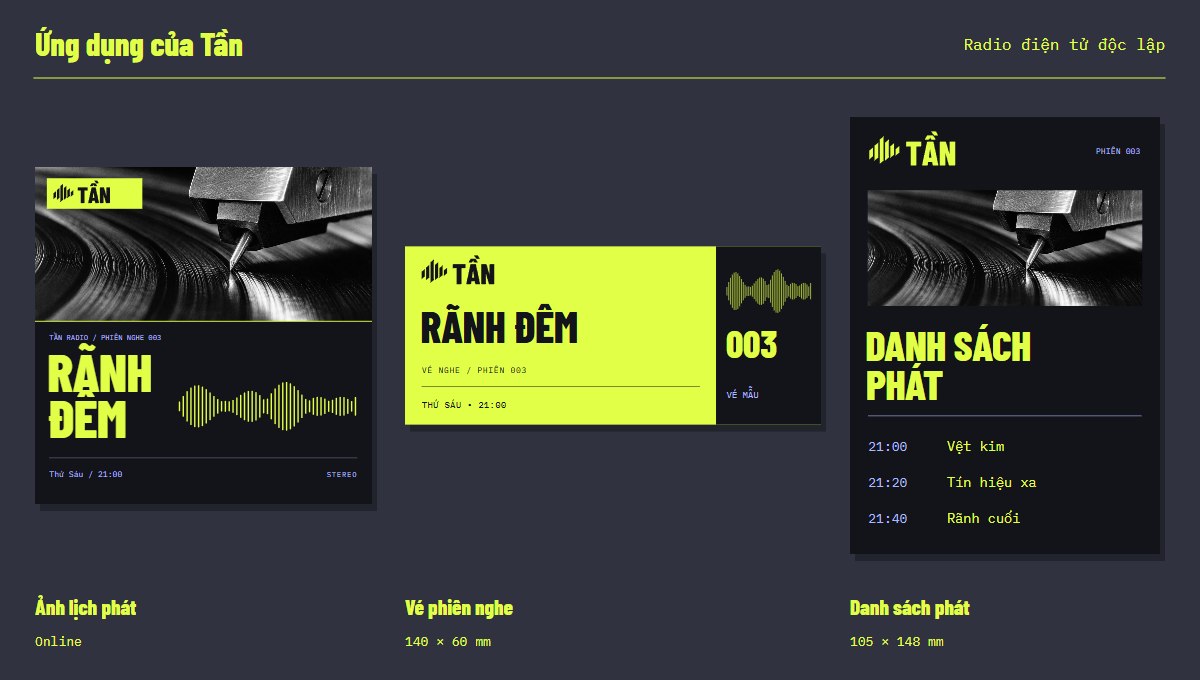 Ứng dụng của Tần
Radio điện tử độc lập
TẦN
TẦN RADIO / PHIÊN NGHE 003
RÃNH
ĐÊM
Thứ Sáu / 21:00
STEREO
TẦN
RÃNH ĐÊM
VÉ NGHE / PHIÊN 003
THỨ SÁU • 21:00
003
VÉ MẪU
TẦN
PHIÊN 003
DANH SÁCH
PHÁT
21:00 Vệt kim
21:20 Tín hiệu xa
21:40 Rãnh cuối
Ảnh lịch phát
Online
Vé phiên nghe
140 × 60 mm
Danh sách phát
105 × 148 mm